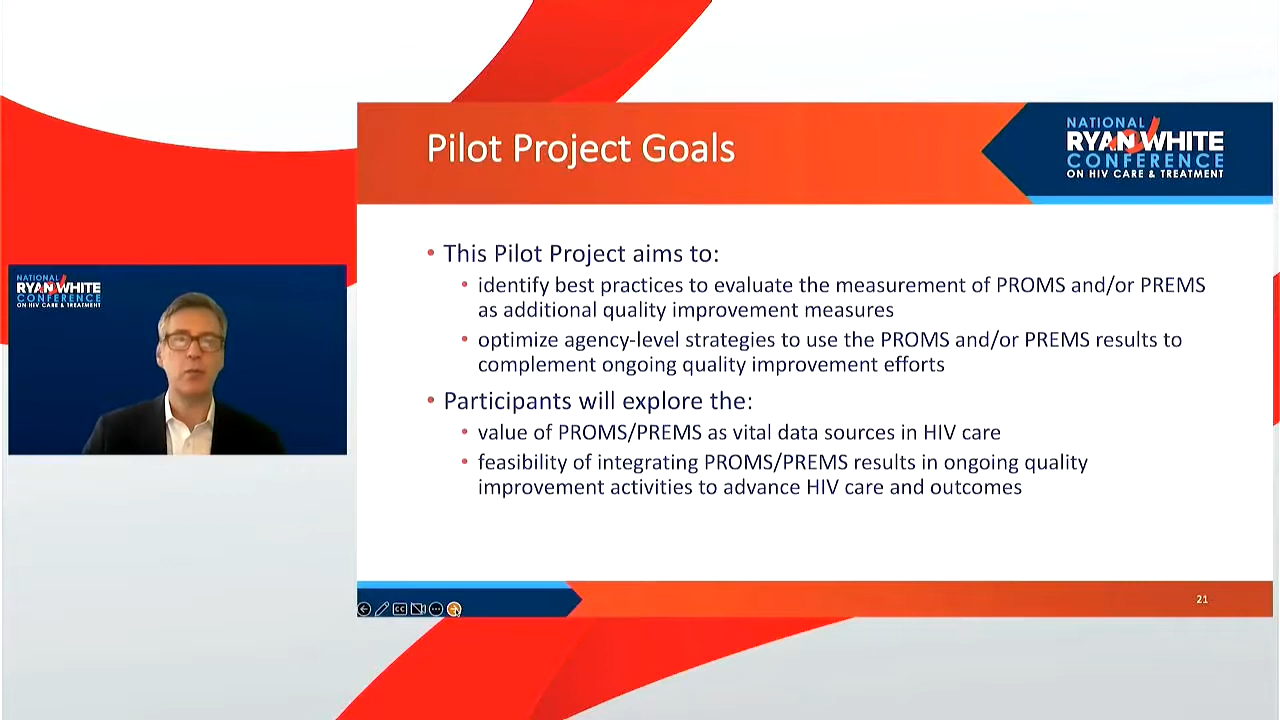 Pilot Project Goals
NATIONAL
RYAN WHITE
CONFERENCE
ON HIV CARE & TREATMENT
• This Pilot Project aims to:
• identify best practices to evaluate the measurement of PROMS and/or PREMS
as additional quality improvement measures
• optimize agency-level strategies to use the PROMS and/or PREMS results to
complement ongoing quality improvement efforts
• Participants will explore the:
• value of PROMS/PREMS as vital data sources in HIV care
• feasibility of integrating PROMS/PREMS results in ongoing quality
improvement activities to advance HIV care and outcomes
21
CC
NATIONAL
RYAN WHITE
CONFERENCE
ON HIV CARE & TREATMENT